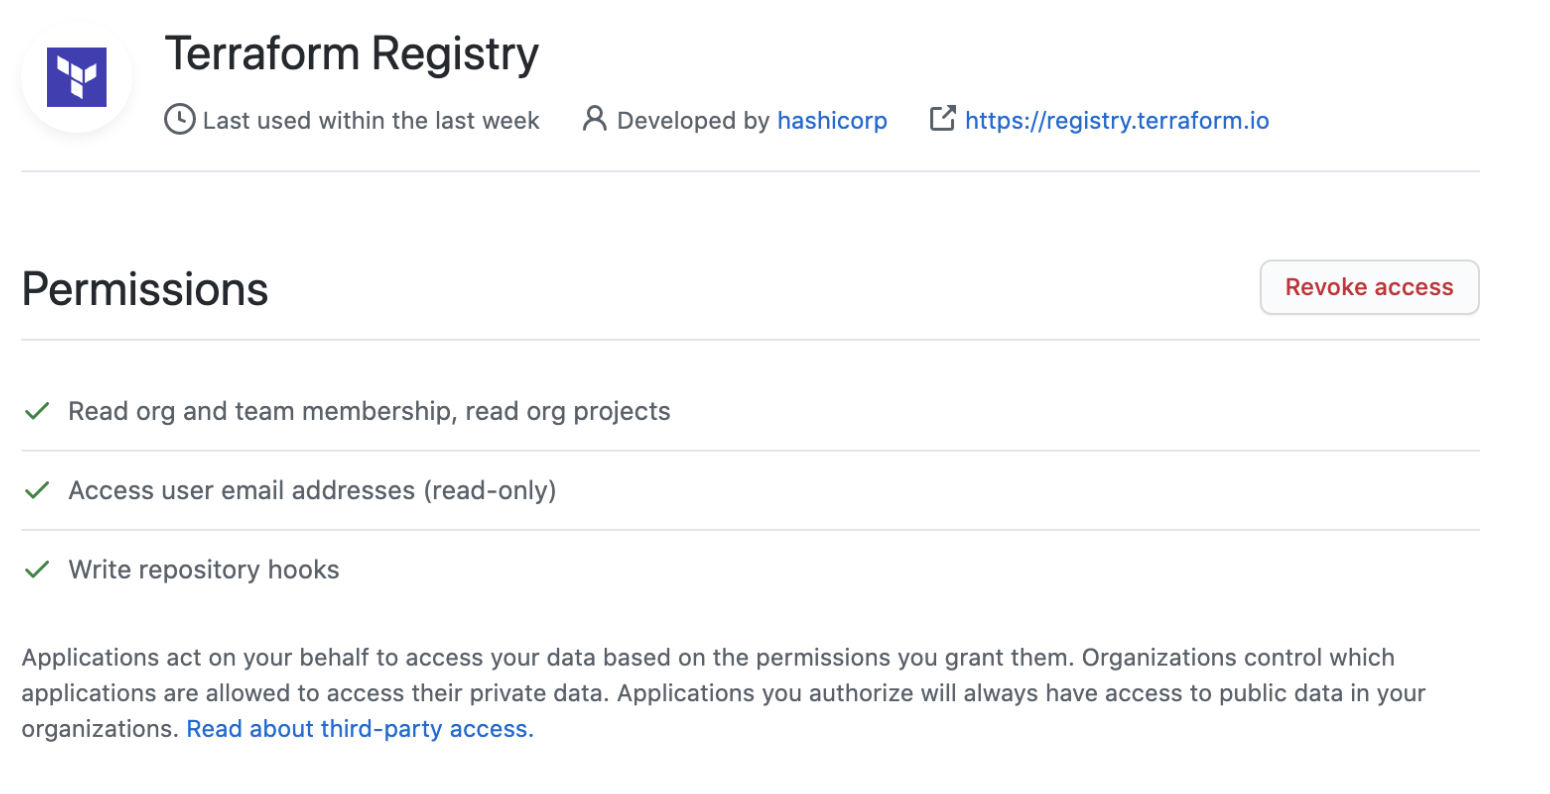 Terraform Registry
Last used within the last week Developed by hashicorp https://registry.terraform.io
Permissions
Revoke access
Read org and team membership, read org projects
Access user email addresses (read-only)
Write repository hooks
Applications act on your behalf to access your data based on the permissions you grant them. Organizations control which
applications are allowed to access their private data. Applications you authorize will always have access to public data in your
organizations. Read about third-party access.